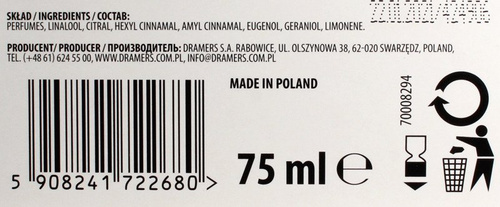 SKŁAD / INGREDIENTS / СОСТАВ:
PERFUMES, LINALOOL, CITRAL, HEXYL CINNAMAL, AMYL CINNAMAL, EUGENOL, GERANIOL, LIMONENE.
PRODUCENT/ PRODUCER / ПРОИЗВОДИТЕЛЬ: DRAMERS S.A. RABOWICE, UL. OLSZYNOWA 38, 62-020 SWARZĘDZ, POLAND,
TEL. (+48 61) 624 55 00, WWW.DRAMERS.COM.PL, INFO@DRAMERS.COM.PL
MADE IN POLAND
70008294
75 ml ℮
5 908241 722680